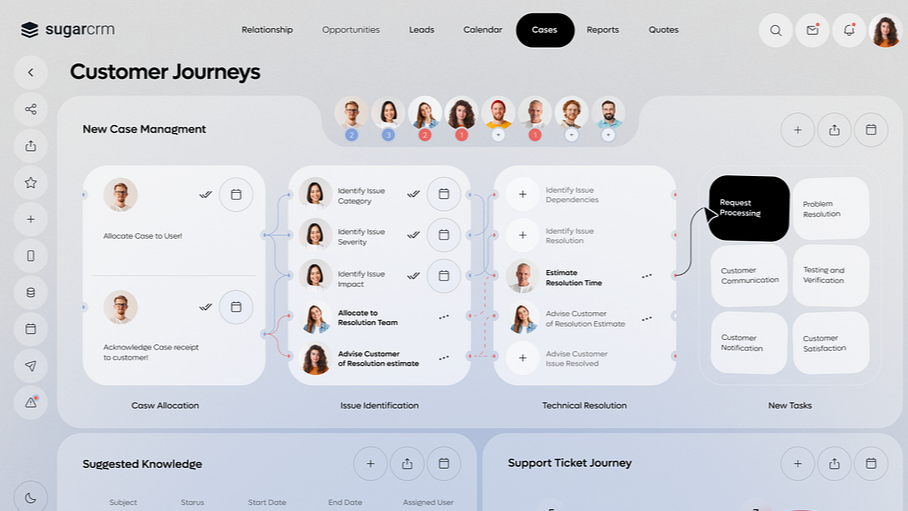 sugarcrm
Relationship
Opportunities
Leads
Calendar
Cases
Reports
Quotes
Customer Journeys
New Case Managment
2
3
2
1
+
1
+
+
Allocate Case to User!
Acknowledge Case receipt
to customer!
Casw Allocation
Identify Issue
Category
Identify Issue
Severity
Identify Issue
Impact
Allocate to
Resolution Team
Advise Customer
of Resolution estimate
Issue Identification
Identify Issue
Dependencies
Identify Issue
Resolution
Estimate
Resolution Time
Advise Customer
of Resolution Estimate
Advise Customer
Issue Resolved
Technical Resolution
Request
Processing
Problem
Resolution
Customer
Communication
Testing and
Verification
Customer
Notification
Customer
Satisfaction
New Tasks
Suggested Knowledge
Subject
Starus
Start Date
End Date
Assigned User
Support Ticket Journey